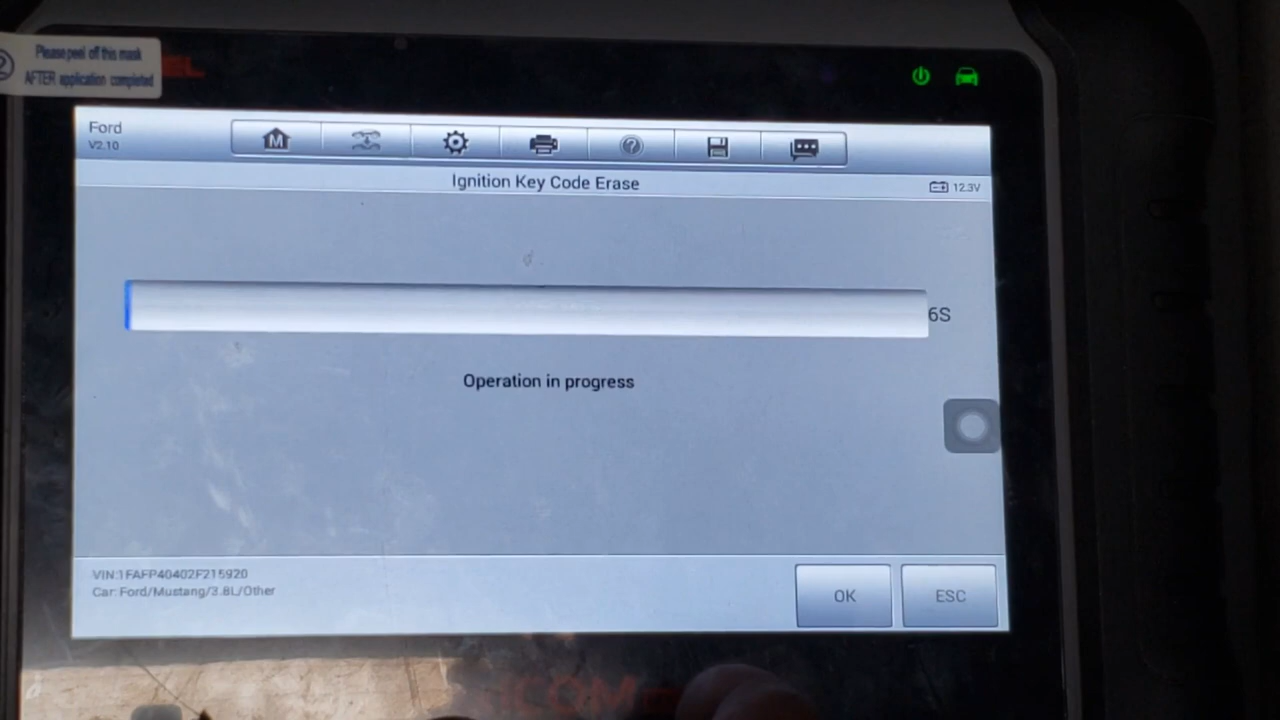 2
Please peel off this mask
AFTER application completed
Ford
V2.10
M
?
Ignition Key Code Erase
12.3V
6S
Operation in progress
VIN:1FAFP40402F215920
Car: Ford/Mustang/3.8L/Other
OK
ESC